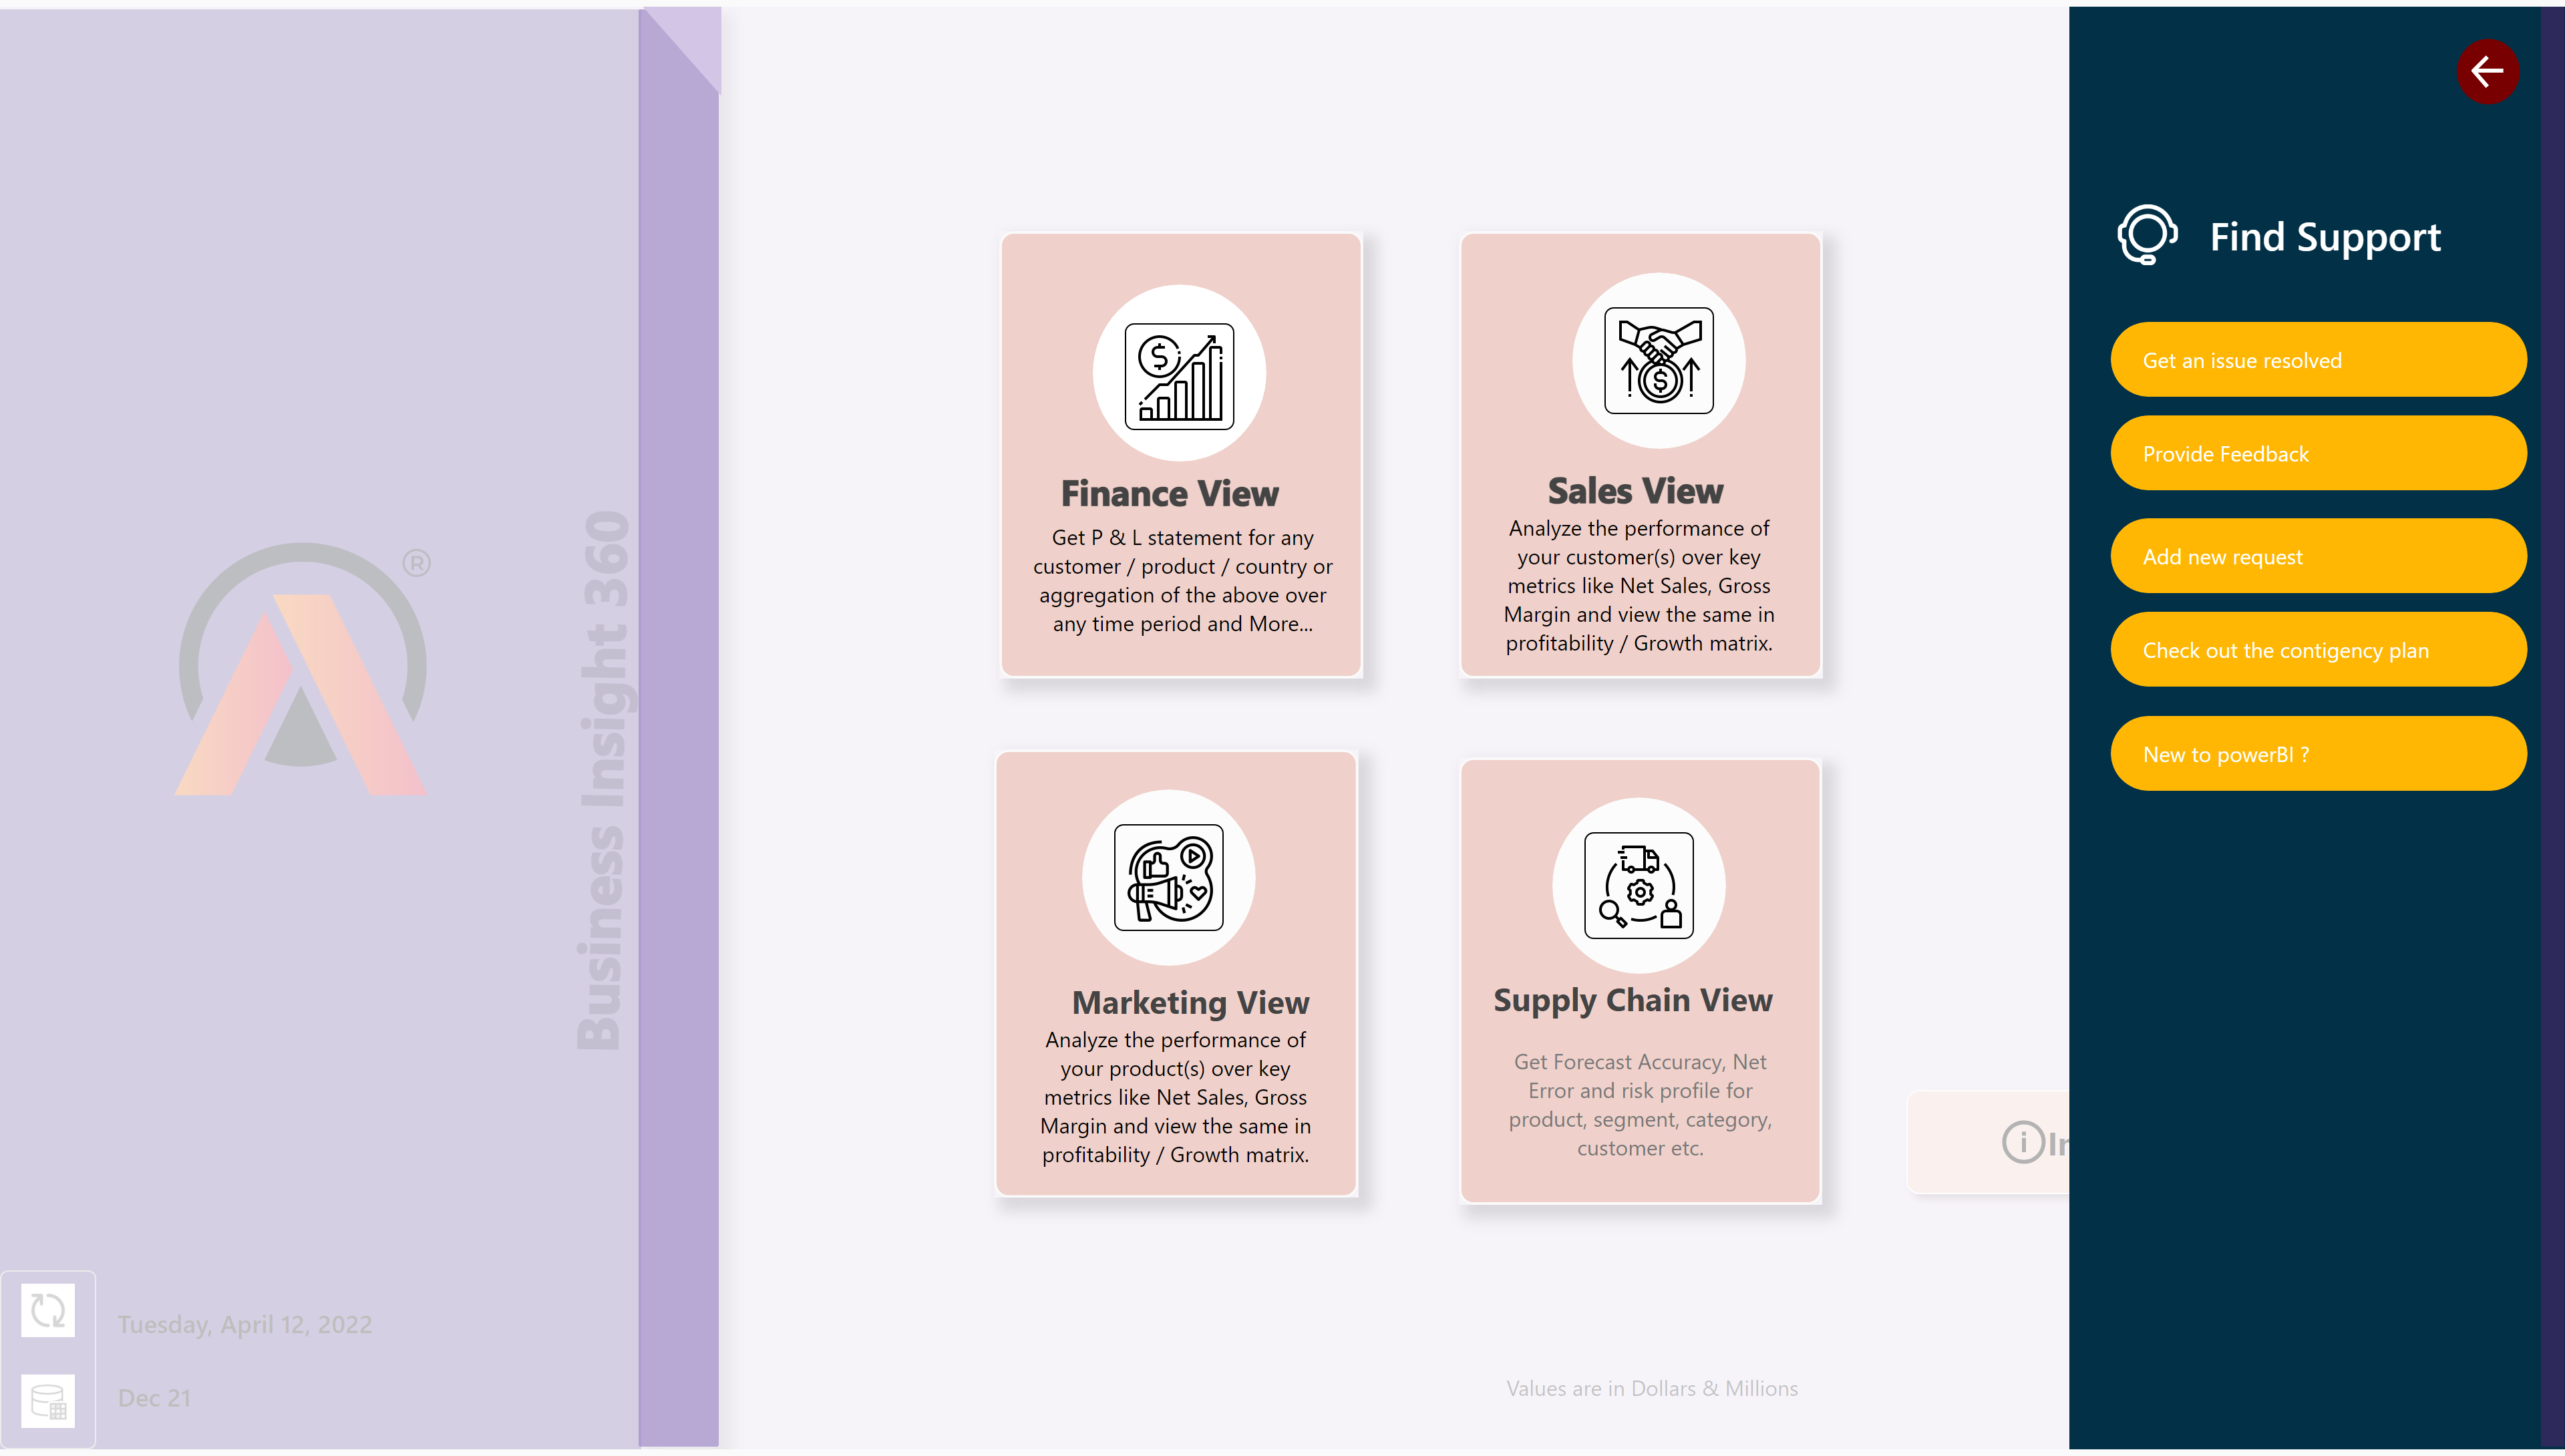 ®
Business Insight 360
Tuesday, April 12, 2022
Dec 21
Finance View
Get P & L statement for any
customer / product / country or
aggregation of the above over
any time period and More...
Sales View
Analyze the performance of
your customer(s) over key
metrics like Net Sales, Gross
Margin and view the same in
profitability / Growth matrix.
Marketing View
Analyze the performance of
your product(s) over key
metrics like Net Sales, Gross
Margin and view the same in
profitability / Growth matrix.
Supply Chain View
Get Forecast Accuracy, Net
Error and risk profile for
product, segment, category,
customer etc.
Values are in Dollars & Millions
Find Support
Get an issue resolved
Provide Feedback
Add new request
Check out the contigency plan
New to powerBI ?